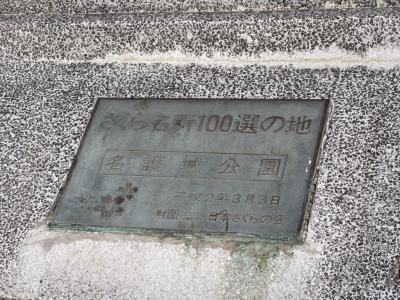 さくら名所100選の地
名護城公園
平成2年3月3日
財団法人 日本さくらの会